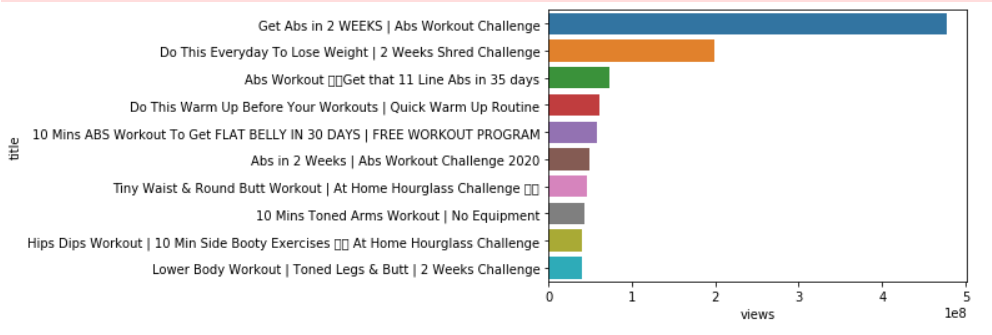 Get Abs in 2 WEEKS | Abs Workout Challenge
Do This Everyday To Lose Weight | 2 Weeks Shred Challenge
Abs Workout ▯▯Get that 11 Line Abs in 35 days
Do This Warm Up Before Your Workouts | Quick Warm Up Routine
10 Mins ABS Workout To Get FLAT BELLY IN 30 DAYS | FREE WORKOUT PROGRAM
Abs in 2 Weeks | Abs Workout Challenge 2020
Tiny Waist & Round Butt Workout | At Home Hourglass Challenge ▯▯
10 Mins Toned Arms Workout | No Equipment
Hips Dips Workout | 10 Min Side Booty Exercises ▯▯ At Home Hourglass Challenge
Lower Body Workout | Toned Legs & Butt | 2 Weeks Challenge
title
0 1 2 3 4 5
views
1e8